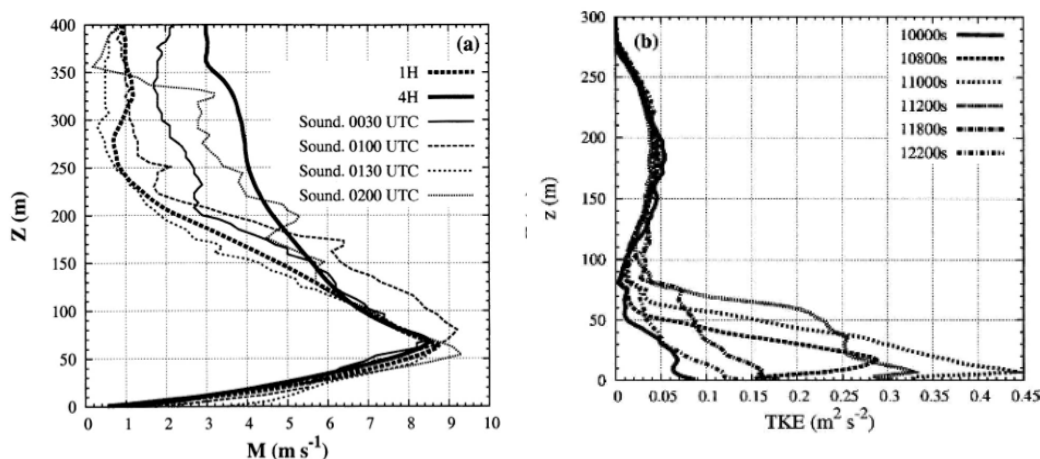 400
350
300
250
200
150
100
50
0
Z (m)
(a)
1H
4H
Sound. 0030 UTC
Sound. 0100 UTC
Sound. 0130 UTC
Sound. 0200 UTC
0 1 2 3 4 5 6 7 8 9 10
M (m s⁻¹)
300
250
200
150
100
50
0
z (m)
(b)
10000s
10800s
11000s
11200s
11800s
12200s
0 0.05 0.1 0.15 0.2 0.25 0.3 0.35 0.4 0.45
TKE (m² s⁻²)